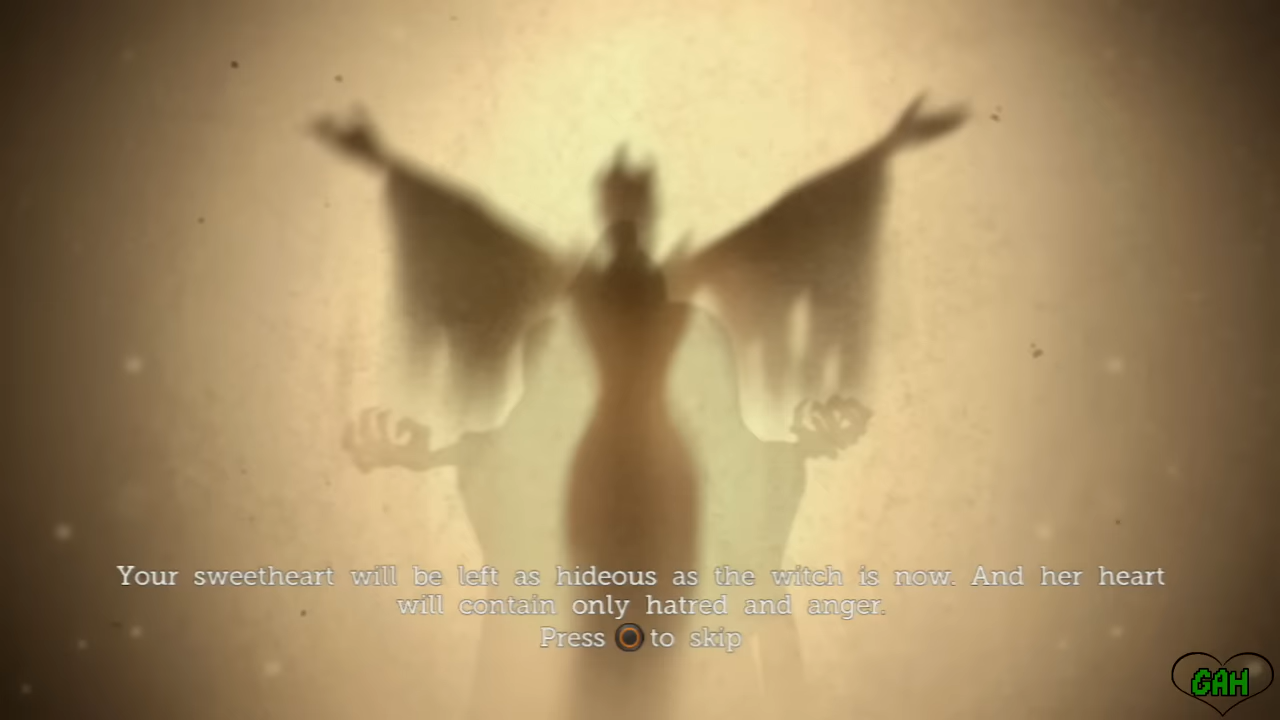 Your sweetheart will be left as hideous as the witch is now. And her heart
will contain only hatred and anger.
Press to skip
GAH